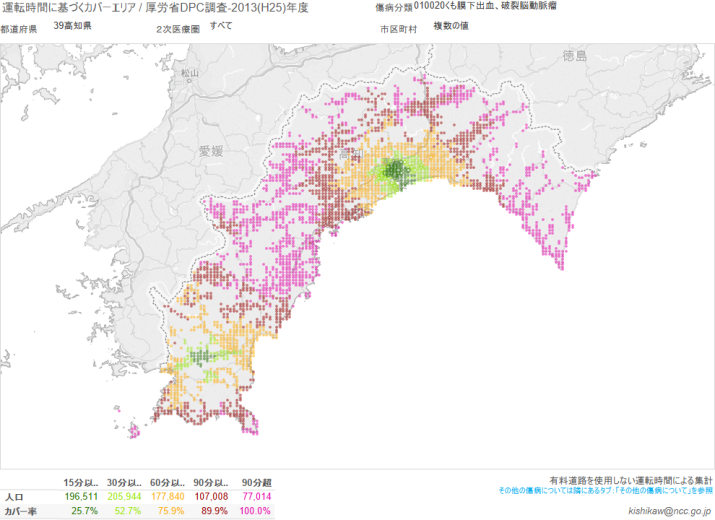 運転時間に基づくカバーエリア / 厚労省DPC調査-2013(H25)年度
傷病分類 010020くも膜下出血、破裂脳動脈瘤
都道府県 39高知県 2次医療圏 すべて 市区町村 複数の値
徳島
松山
愛媛
高知
15分以.. 30分以.. 60分以.. 90分以.. 90分超
人口 196,511 205,944 177,840 107,008 77,014
カバー率 25.7% 52.7% 75.9% 89.9% 100.0%
有料道路を使用しない運転時間による集計
その他の傷病については隣にあるタブ:「その他の傷病について」を参照
kishikaw@ncc.go.jp